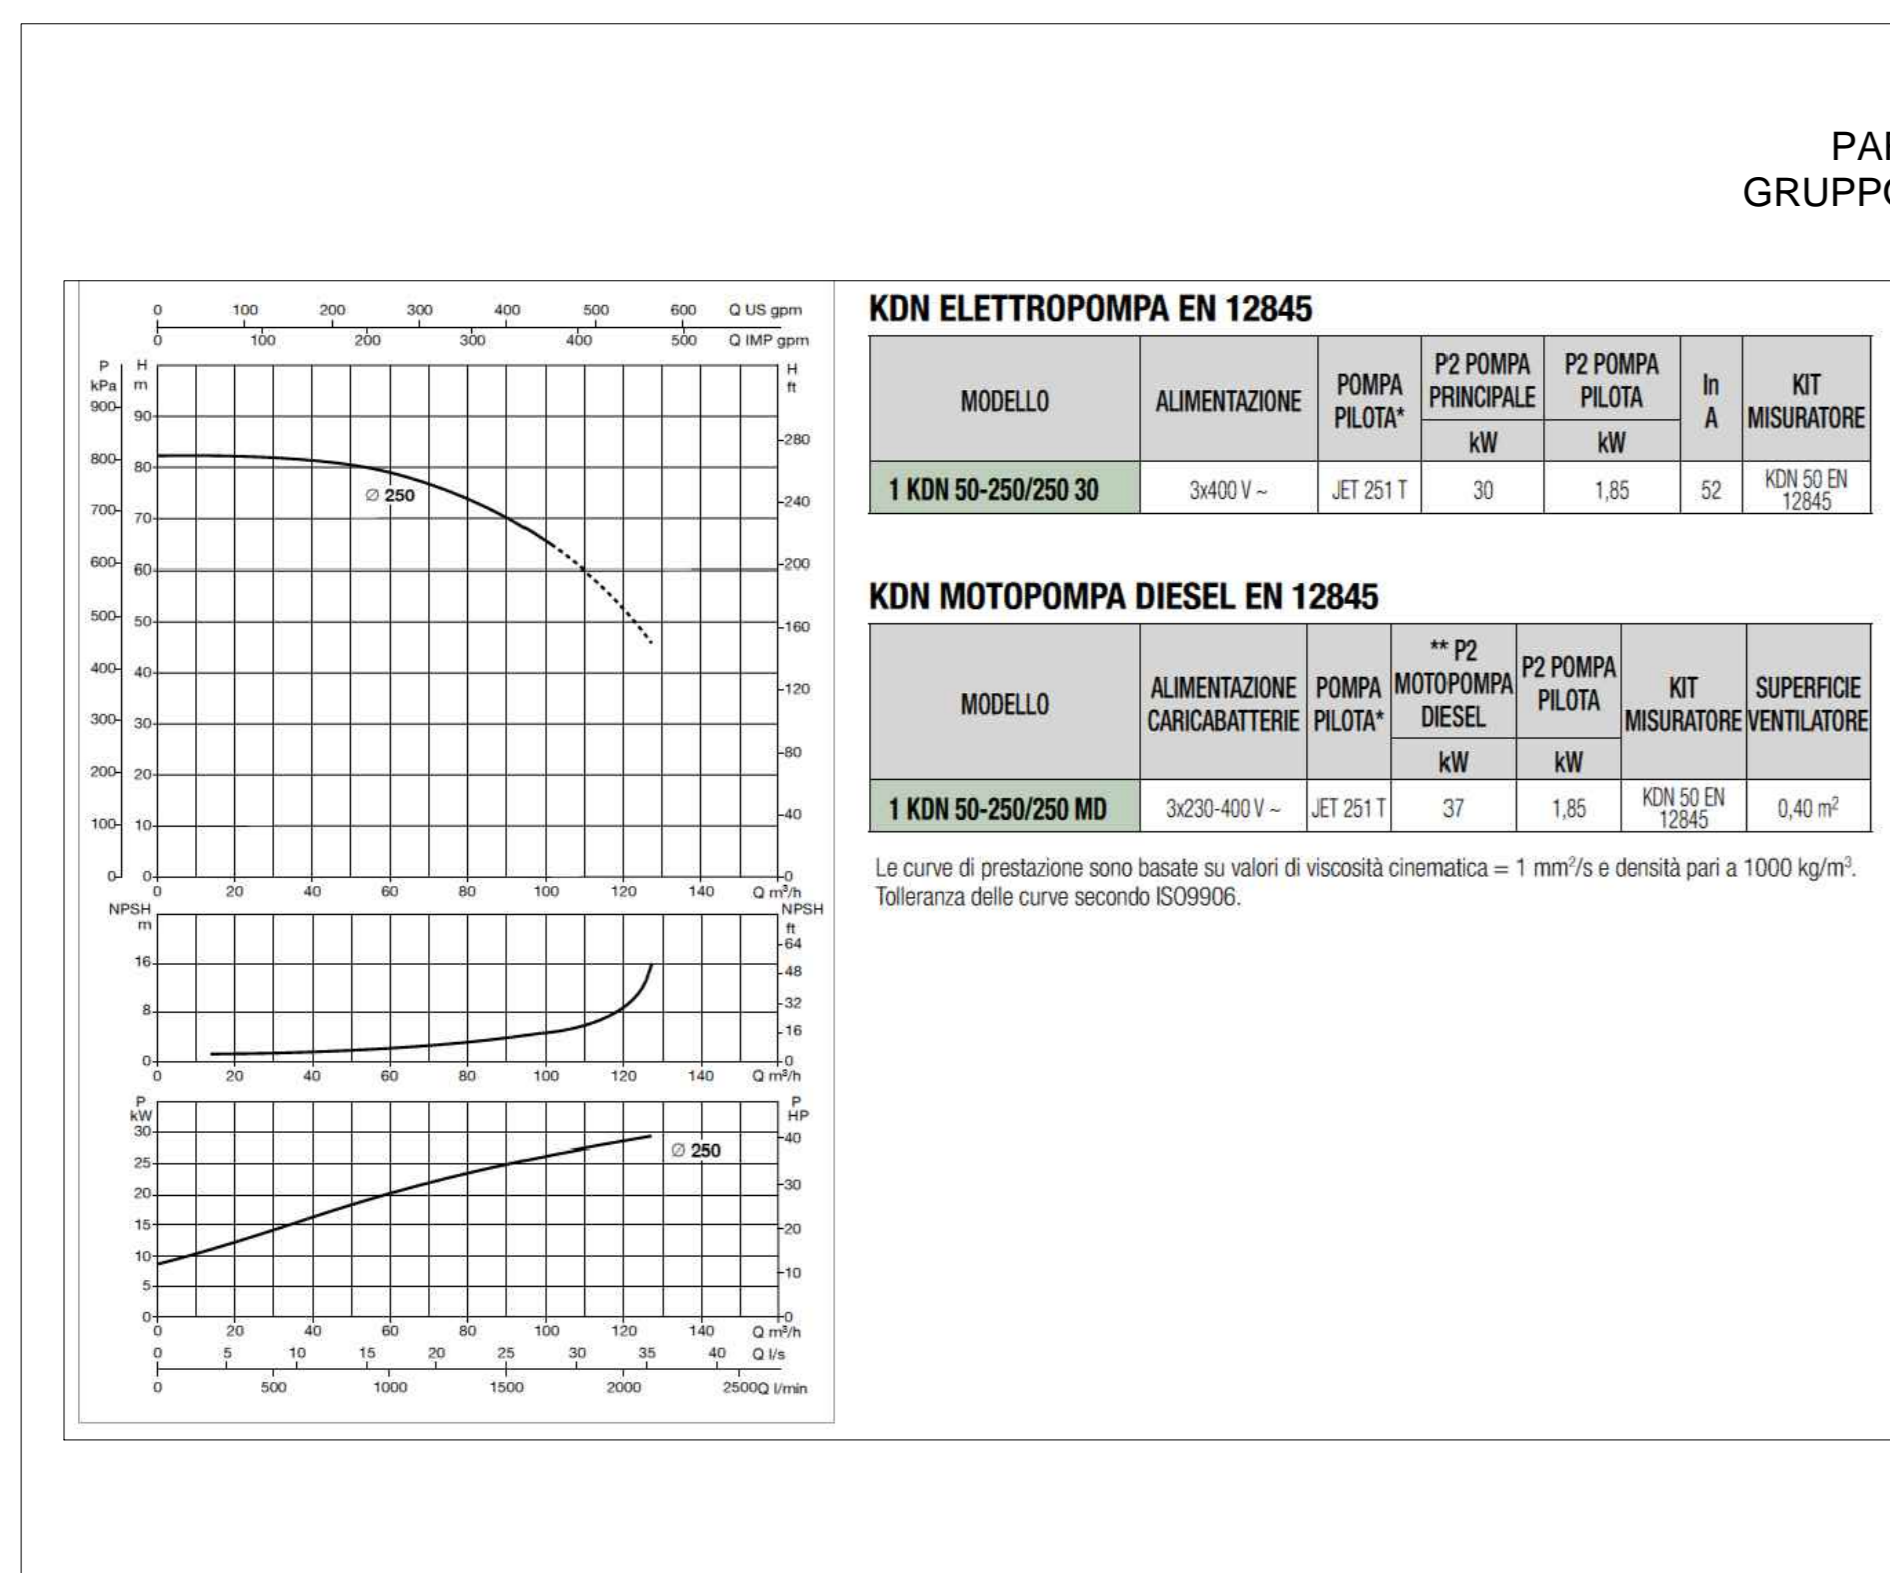 PA
GRUPPO
0 100 200 300 400 500 600 Q US gpm
0 100 200 300 400 500 Q IMP gpm
P kPa
H m
H ft
900
800
700
600
500
400
300
200
100
0
90
80
70
60
50
40
30
20
10
0
280
240
200
160
120
80
40
0
Ø 250
0 20 40 60 80 100 120 140 Q m³/h
NPSH m
NPSH ft
16
8
0
64
48
32
16
0
0 20 40 60 80 100 120 140 Q m³/h
P kW
P HP
30
25
20
15
10
5
0
40
30
20
10
0
Ø 250
0 20 40 60 80 100 120 140 Q m³/h
0 5 10 15 20 25 30 35 40 Q l/s
0 500 1000 1500 2000 2500Q l/min
KDN ELETTROPOMPA EN 12845
MODELLO
ALIMENTAZIONE
POMPA
PILOTA*
P2 POMPA
PRINCIPALE
kW
P2 POMPA
PILOTA
kW
In
A
KIT
MISURATORE
1 KDN 50-250/250 30 3x400 V ~ JET 251 T 30 1,85 52 KDN 50 EN
12845
KDN MOTOPOMPA DIESEL EN 12845
MODELLO
ALIMENTAZIONE
CARICABATTERIE
POMPA
PILOTA*
** P2
MOTOPOMPA
DIESEL
kW
P2 POMPA
PILOTA
kW
KIT
MISURATORE
SUPERFICIE
VENTILATORE
1 KDN 50-250/250 MD 3x230-400 V ~ JET 251 T 37 1,85 KDN 50 EN
12845
0,40 m²
Le curve di prestazione sono basate su valori di viscosità cinematica = 1 mm²/s e densità pari a 1000 kg/m³.
Tolleranza delle curve secondo ISO9906.